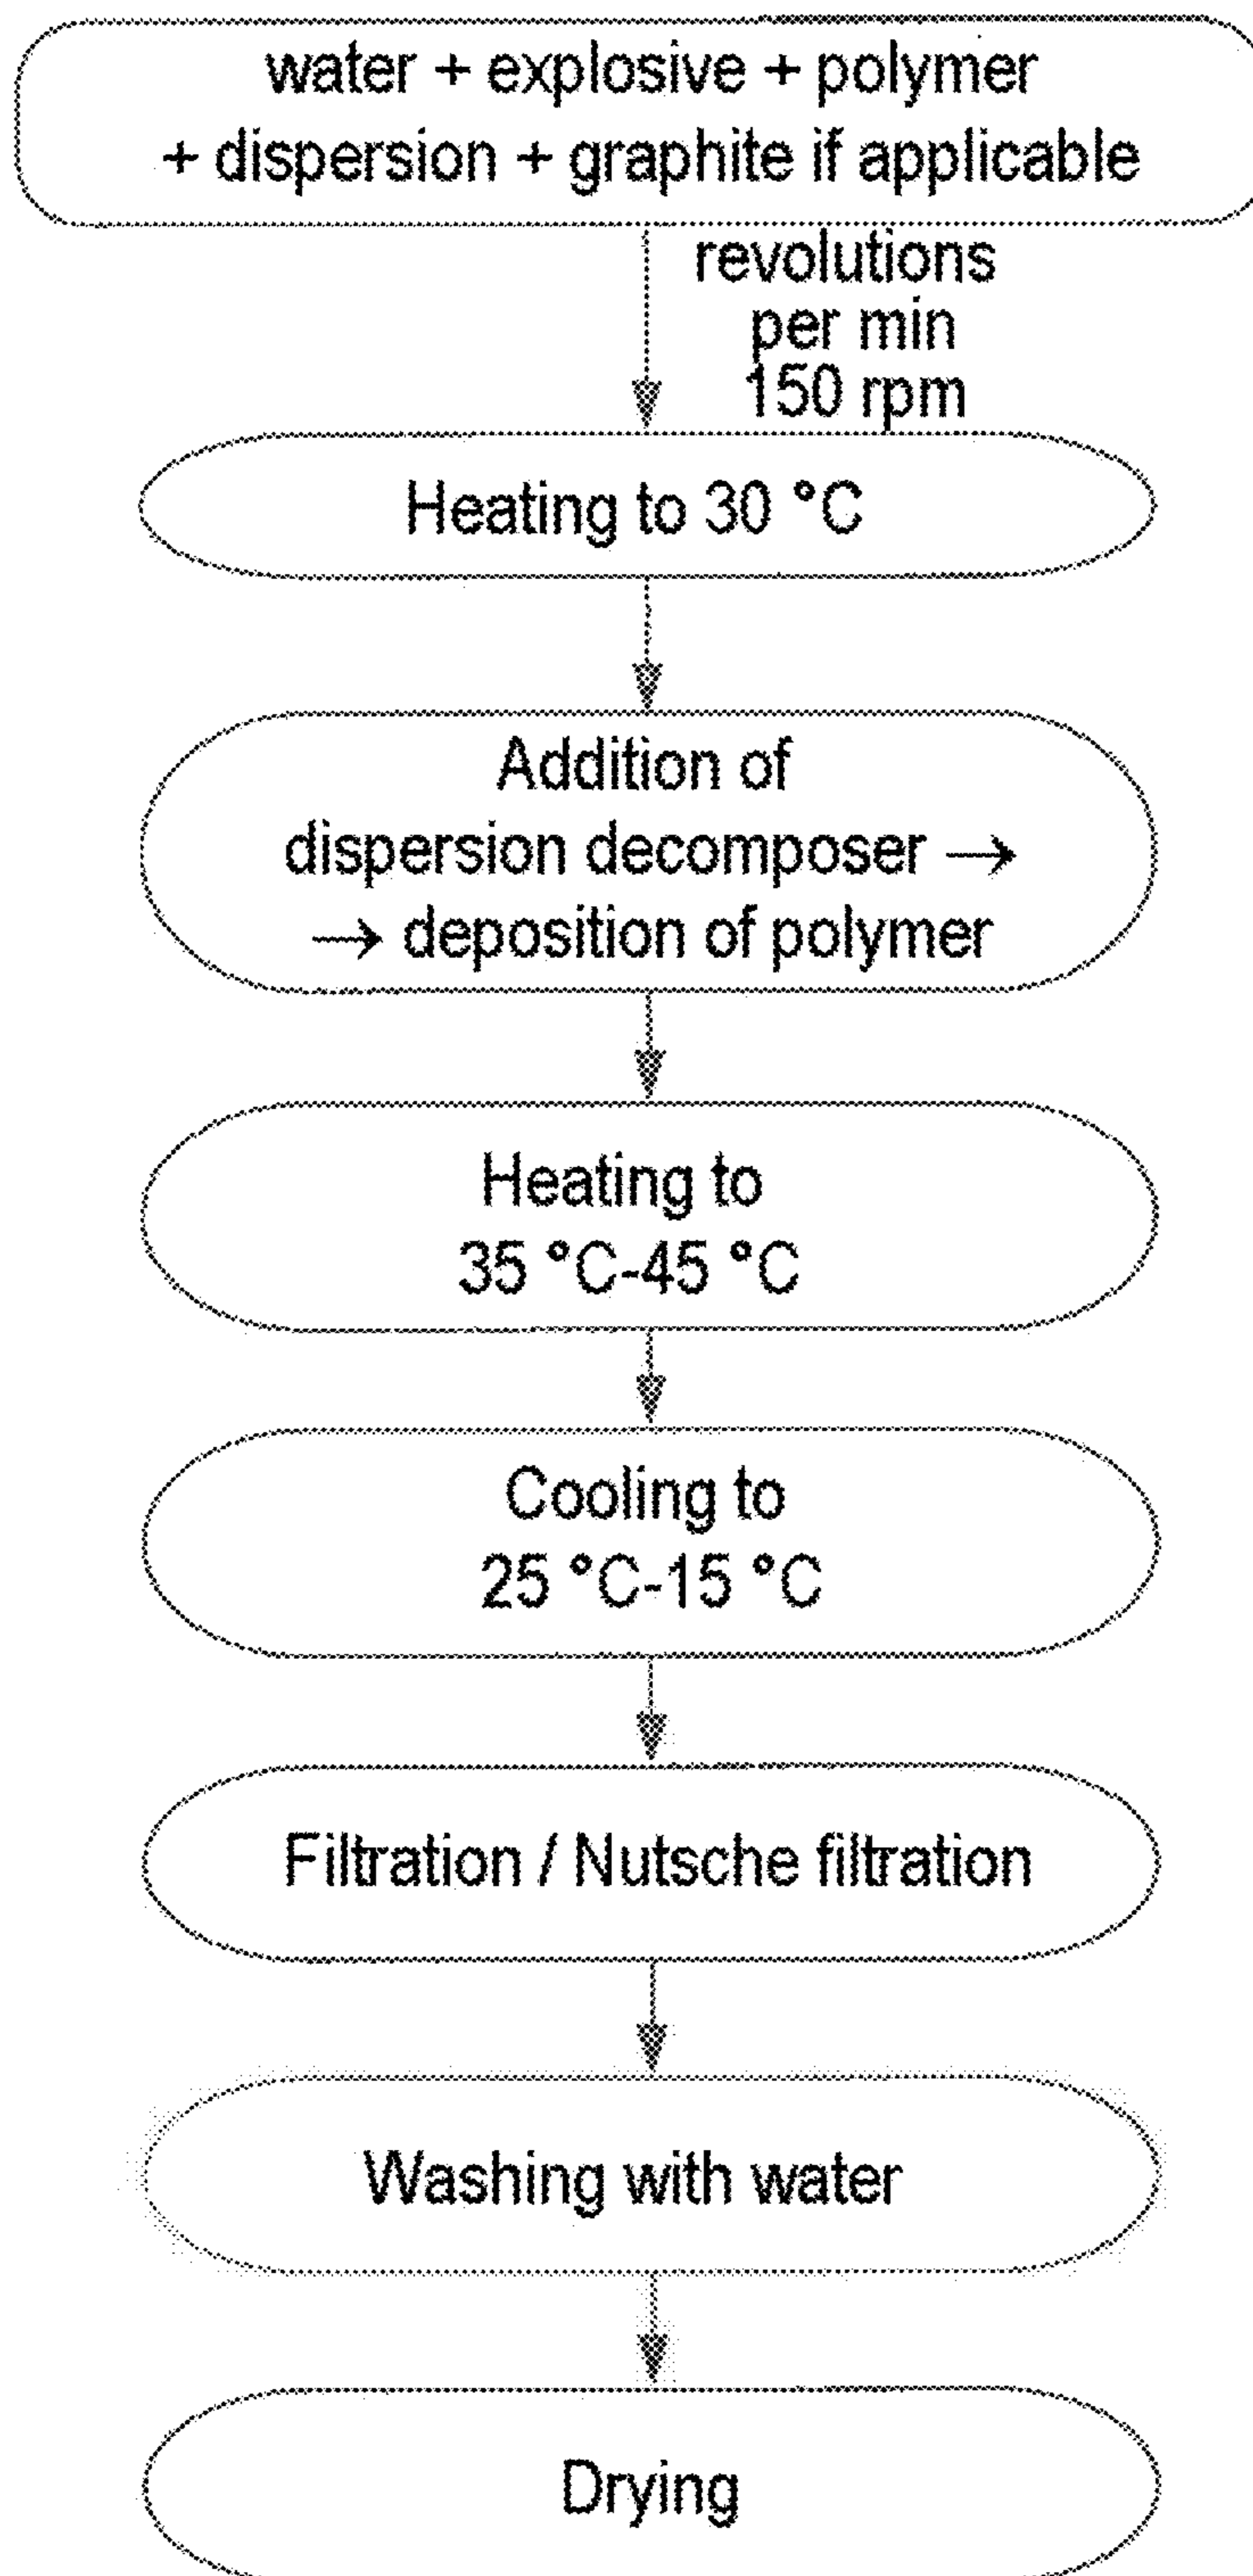 water + explosive + polymer
+ dispersion + graphite if applicable
revolutions
per min
150 rpm
Heating to 30 °C
Addition of
dispersion decomposer →
→ deposition of polymer
Heating to
35 °C-45 °C
Cooling to
25 °C-15 °C
Filtration / Nutsche filtration
Washing with water
Drying